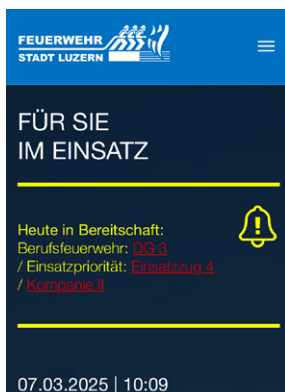 FEUERWEHR
STADT LUZERN
FÜR SIE
IM EINSATZ
Heute in Bereitschaft:
Berufsfeuerwehr: DG 3
/ Einsatzpriorität: Einsatzzug 4
/ Kompanie II
07.03.2025 | 10:09